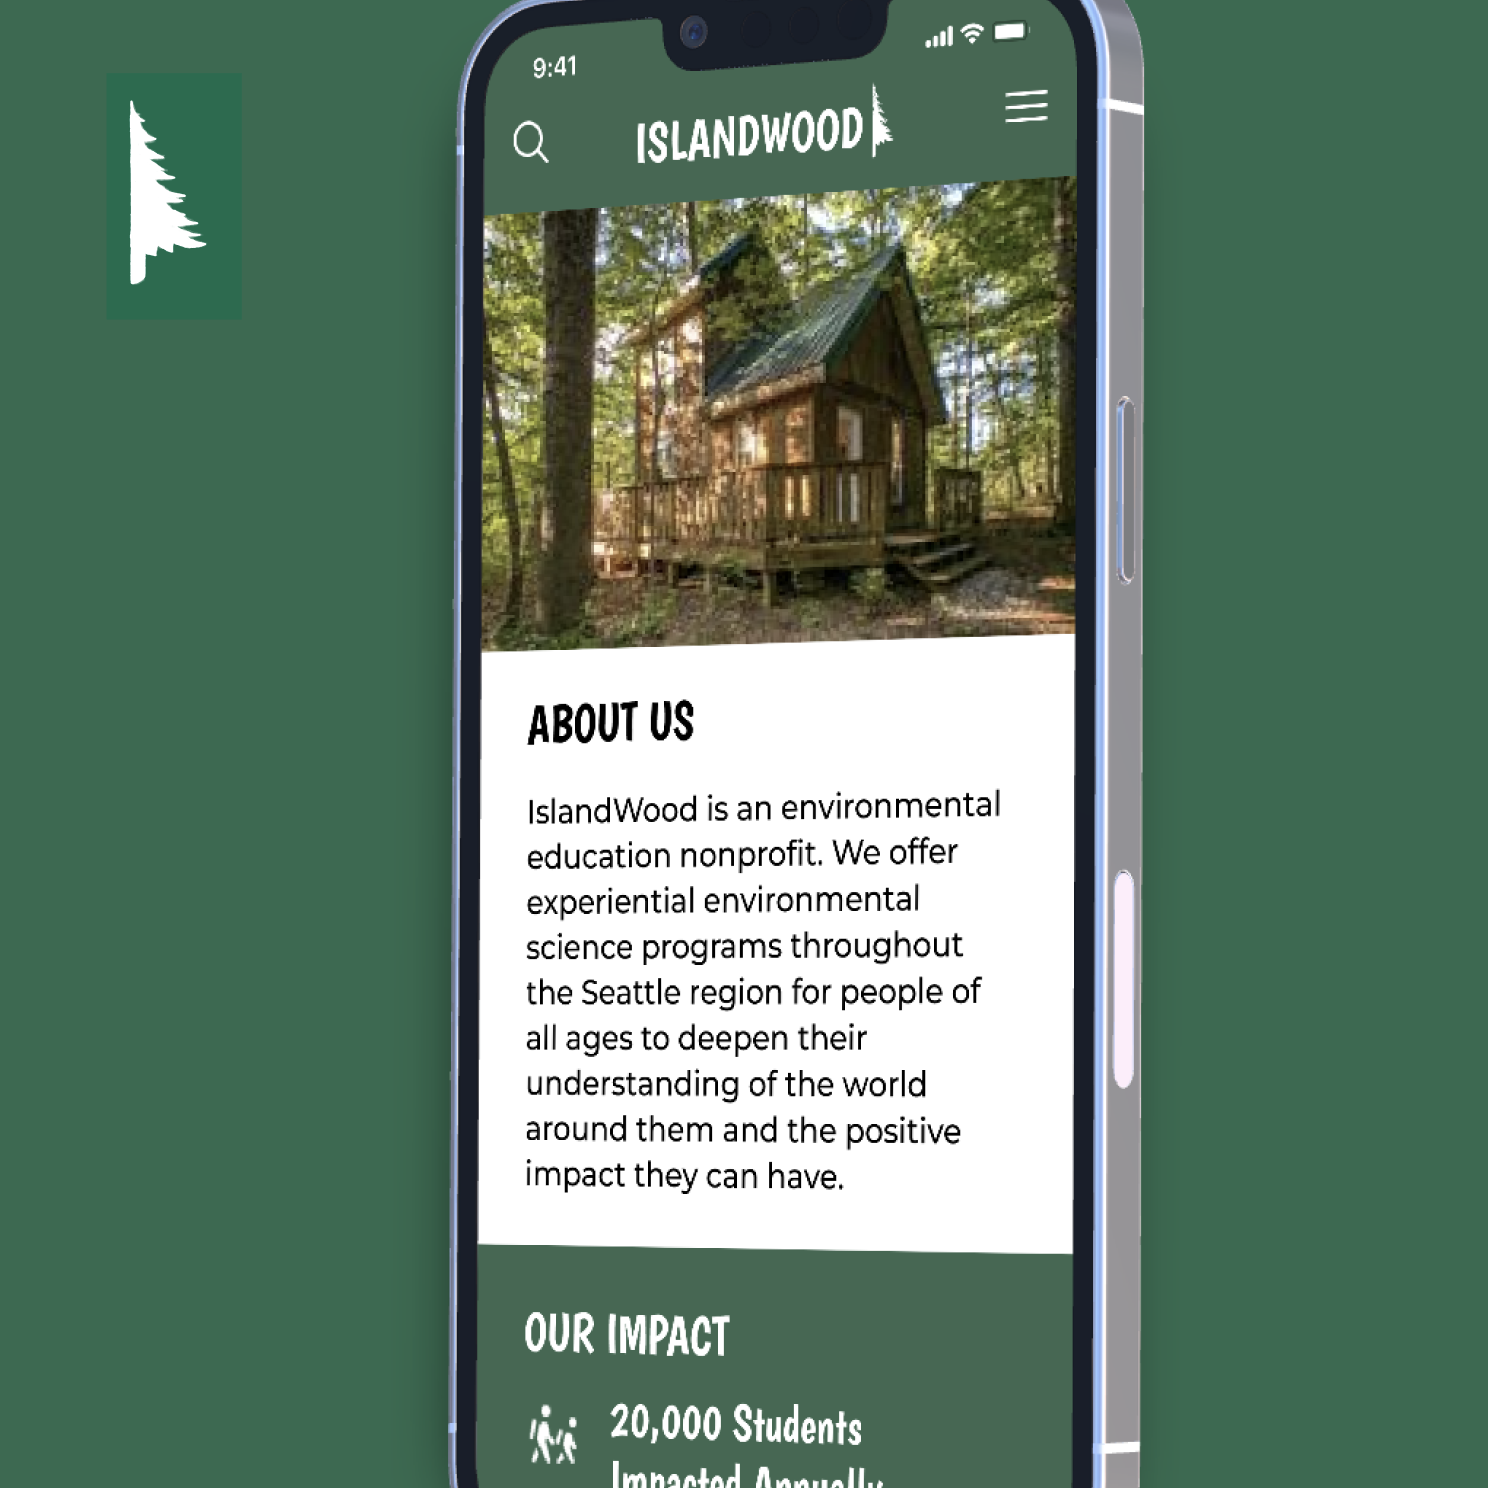 9:41
ISLANDWOOD
ABOUT US
IslandWood is an environmental
education nonprofit. We offer
experiential environmental
science programs throughout
the Seattle region for people of
all ages to deepen their
understanding of the world
around them and the positive
impact they can have.
OUR IMPACT
20,000 Students
Impacted Annually